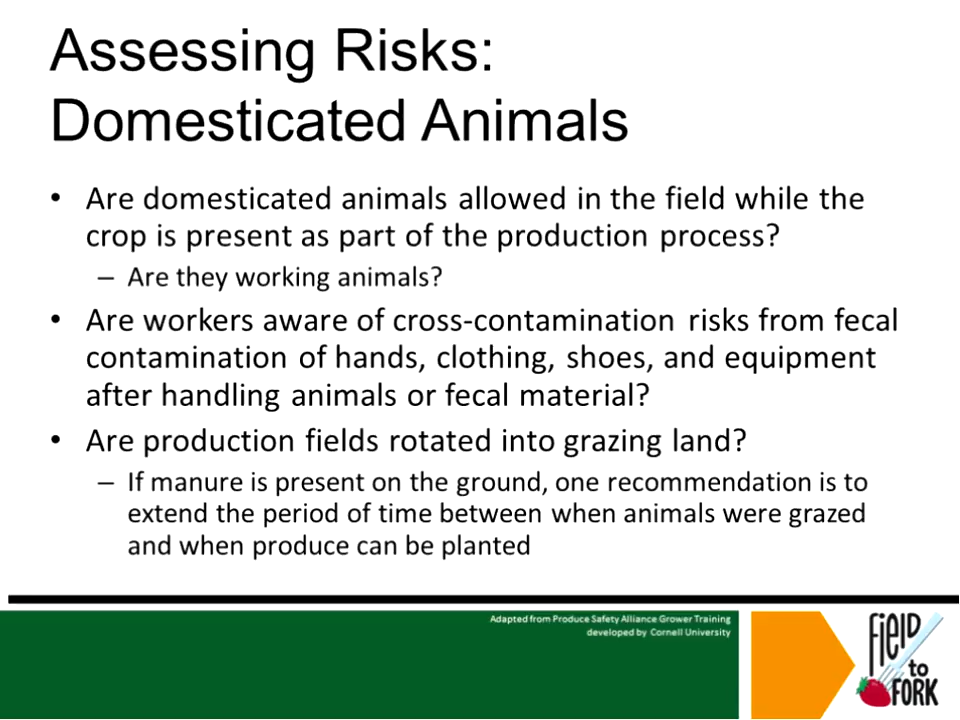 Assessing Risks:
Domesticated Animals
• Are domesticated animals allowed in the field while the
crop is present as part of the production process?
– Are they working animals?
• Are workers aware of cross-contamination risks from fecal
contamination of hands, clothing, shoes, and equipment
after handling animals or fecal material?
• Are production fields rotated into grazing land?
– If manure is present on the ground, one recommendation is to
extend the period of time between when animals were grazed
and when produce can be planted
Adapted from Produce Safety Alliance Grower Training
developed by Cornell University
FiElD
to
FORK